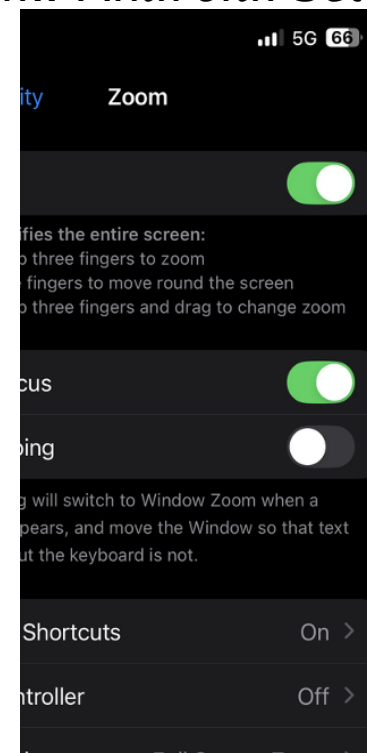 5G 66
ity Zoom
ifies the entire screen:
three fingers to zoom
fingers to move round the screen
three fingers and drag to change zoom
cus
ing
g will switch to Window Zoom when a
pears, and move the Window so that text
ut the keyboard is not.
Shortcuts On
ntroller Off